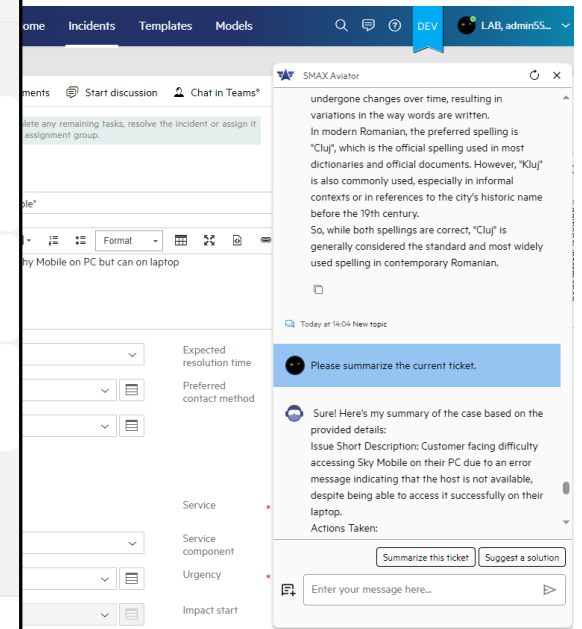 ome Incidents Templates Models DEV LAB, admin55...
ments Start discussion Chat in Teams*
plete any remaining tasks, resolve the incident or assign it
assignment group.
ble"
Format
hy Mobile on PC but can on laptop
Expected
resolution time
Preferred
contact method
Service *
Service
component
Urgency *
Impact start
SMAX Aviator
undergone changes over time, resulting in
variations in the way words are written.
In modern Romanian, the preferred spelling is
"Cluj", which is the official spelling used in most
dictionaries and official documents. However, "Kluj"
is also commonly used, especially in informal
contexts or in references to the city's historic name
before the 19th century.
So, while both spellings are correct, "Cluj" is
generally considered the standard and most widely
used spelling in contemporary Romanian.
Today at 14:04 New topic
Please summarize the current ticket.
Sure! Here's my summary of the case based on the
provided details:
Issue Short Description: Customer facing difficulty
accessing Sky Mobile on their PC due to an error
message indicating that the host is not available,
despite being able to access it successfully on their
laptop.
Actions Taken:
Summarize this ticket Suggest a solution
Enter your message here...